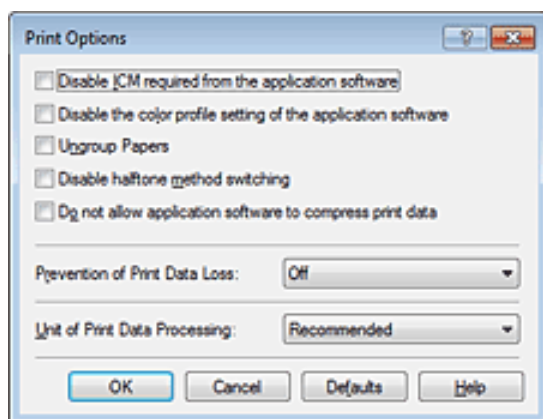 Print Options
Disable ICM required from the application software
Disable the color profile setting of the application software
Ungroup Papers
Disable halftone method switching
Do not allow application software to compress print data
Prevention of Print Data Loss: Off
Unit of Print Data Processing: Recommended
OK Cancel Defaults Help